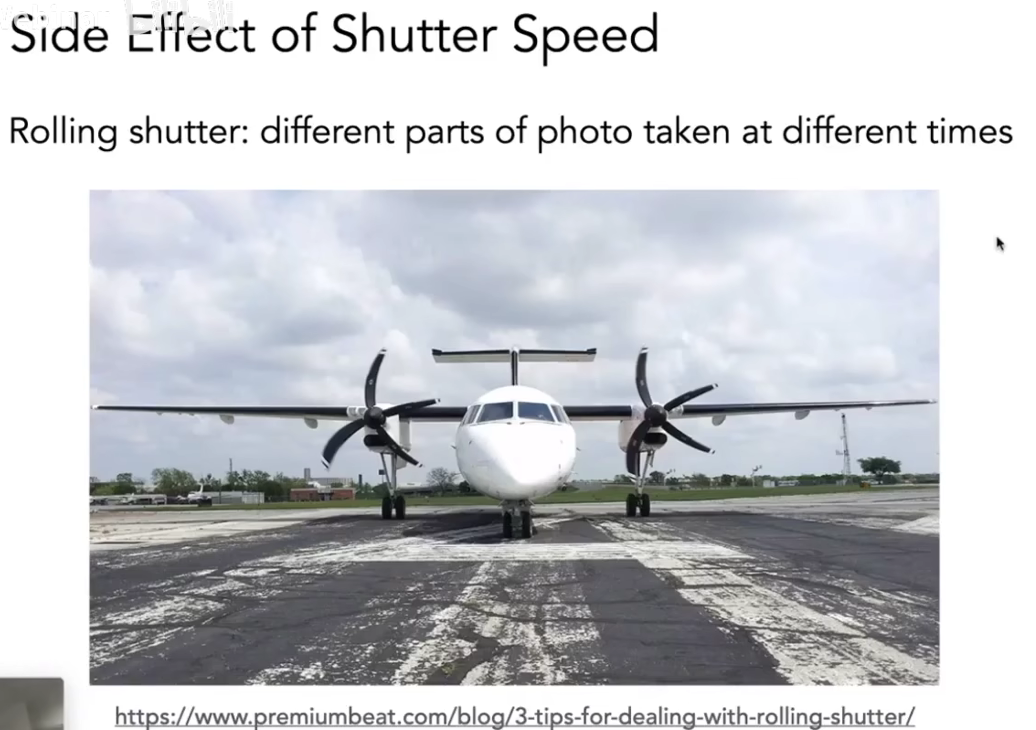 Side Effect of Shutter Speed
Rolling shutter: different parts of photo taken at different times
https://www.premiumbeat.com/blog/3-tips-for-dealing-with-rolling-shutter/